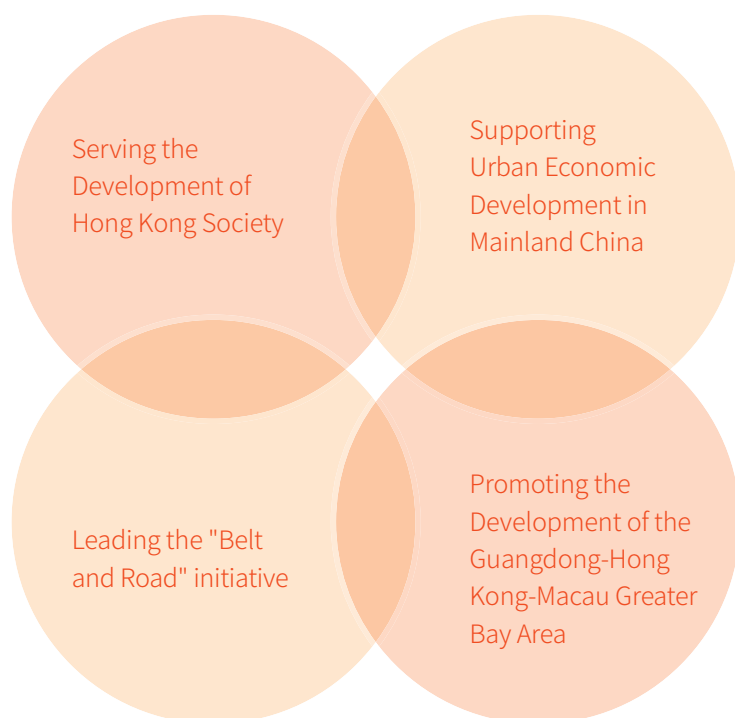 Serving the
Development of
Hong Kong Society
Supporting
Urban Economic
Development in
Mainland China
Leading the "Belt
and Road" initiative
Promoting the
Development of the
Guangdong-Hong
Kong-Macau Greater
Bay Area